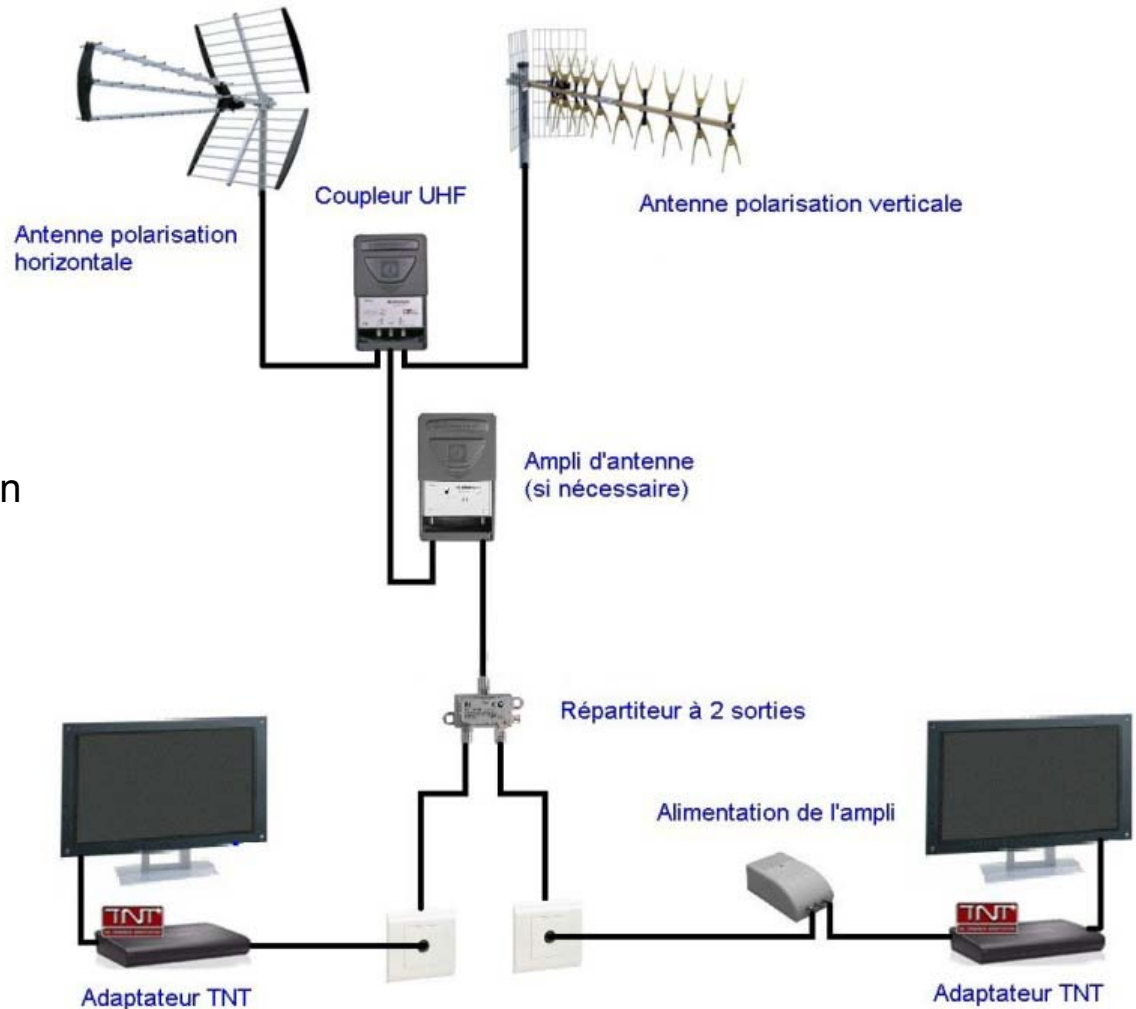 Coupleur UHF
Antenne polarisation verticale
Antenne polarisation
horizontale
Ampli d'antenne
(si nécessaire)
n
Répartiteur à 2 sorties
Alimentation de l'ampli
TNT
TNT
Adaptateur TNT
Adaptateur TNT